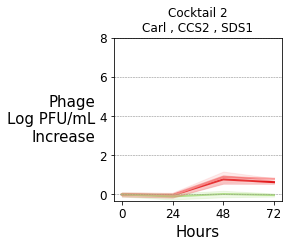 Cocktail 2
Carl , CCS2 , SDS1
Phage
Log PFU/mL
Increase
8
6
4
2
0
0 24 48 72
Hours